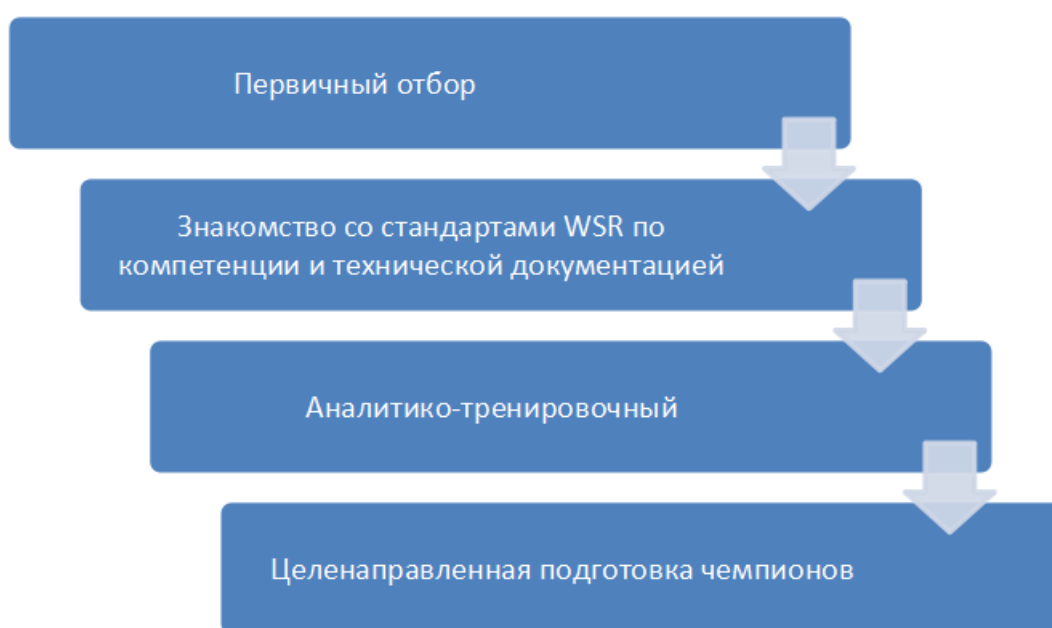 Первичный отбор
Знакомство со стандартами WSR по
компетенции и технической документацией
Аналитико-тренировочный
Целенаправленная подготовка чемпионов